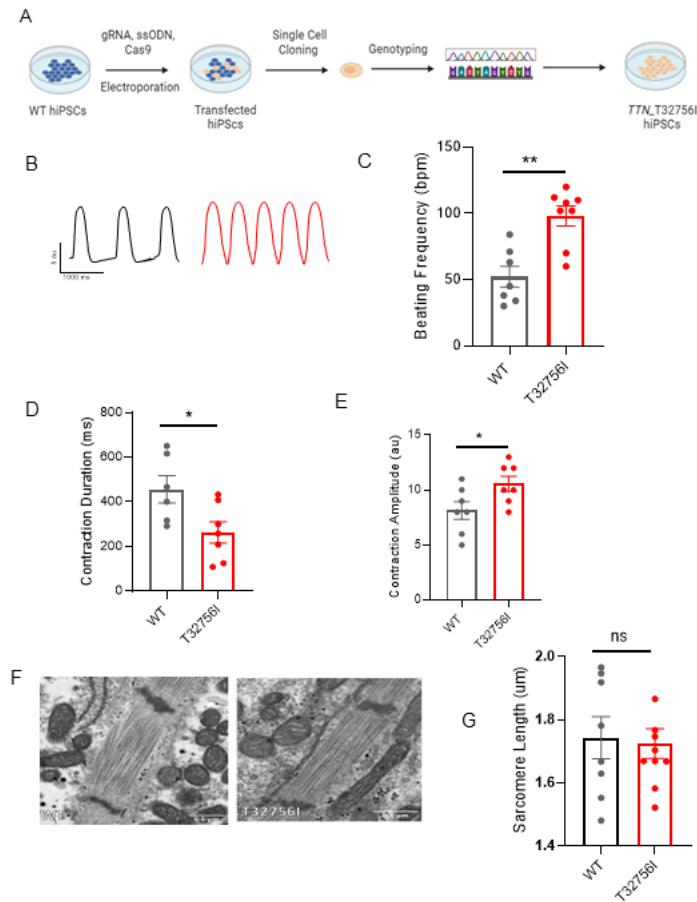 A
gRNA, ssODN,
Cas9
Electroporation
Single Cell
Cloning
Genotyping
WT hiPSCs
Transfected
hiPScs
TTN_T32756I
hiPSCs
B
5 au
1000 ms
C
Beating Frequency (bpm)
150
100
50
0
**
WT
T32756I
D
Contraction Duration (ms)
800
600
400
200
0
*
WT
T32756I
E
Contraction Amplitude (au)
15
10
5
0
*
WT
T32756I
F
WT
T32756I
G
Sarcomere Length (um)
2.0
1.8
1.6
1.4
ns
WT
T32756I